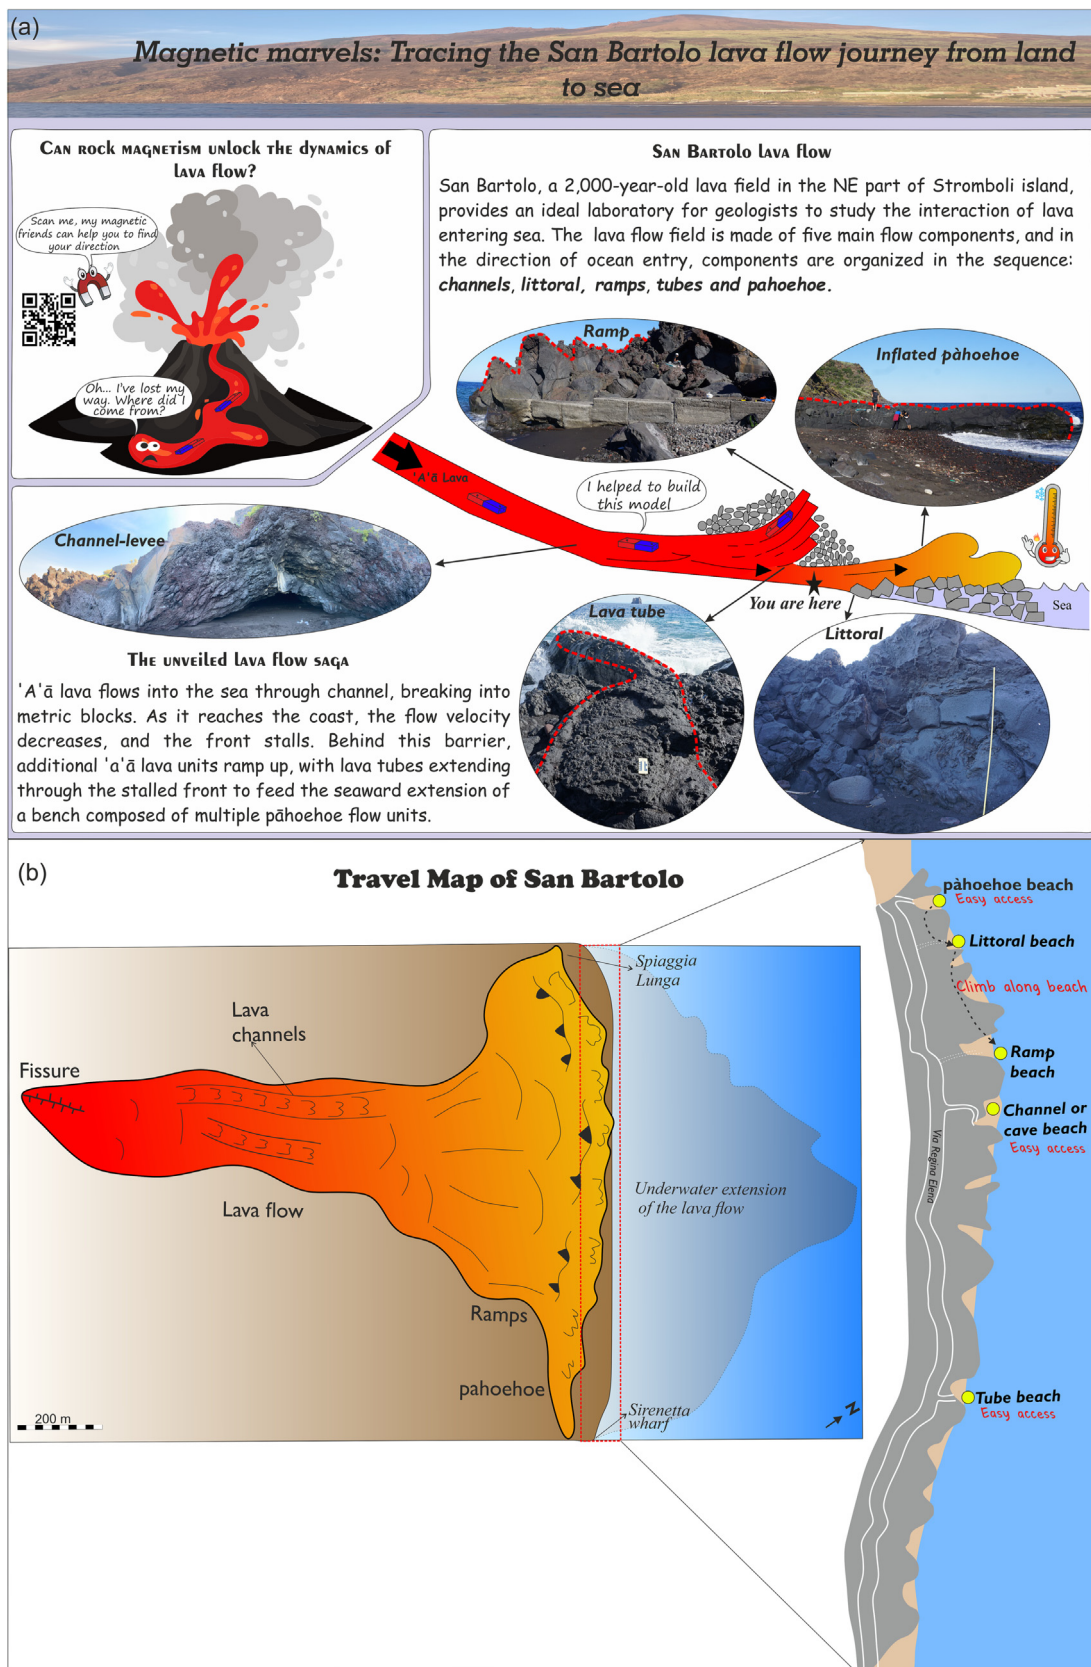 (a)
Magnetic marvels: Tracing the San Bartolo lava flow journey from land
to sea
Can rock magnetism unlock the dynamics of
lava flow?
Scan me, my magnetic
friends can help you to find
your direction
Oh... I've lost my
way. Where did I
come from?
San Bartolo lava flow
San Bartolo, a 2,000-year-old lava field in the NE part of Stromboli island,
provides an ideal laboratory for geologists to study the interaction of lava
entering sea. The lava flow field is made of five main flow components, and in
the direction of ocean entry, components are organized in the sequence:
channels, littoral, ramps, tubes and pahoehoe.
Ramp
Inflated pàhoehoe
'A'ā Lava
I helped to build
this model
Channel-levee
You are here
Sea
Lava tube
Littoral
The unveiled lava flow saga
'A'ā lava flows into the sea through channel, breaking into
metric blocks. As it reaches the coast, the flow velocity
decreases, and the front stalls. Behind this barrier,
additional 'a'ā lava units ramp up, with lava tubes extending
through the stalled front to feed the seaward extension of
a bench composed of multiple pāhoehoe flow units.
(b)
Travel Map of San Bartolo
Spiaggia
Lunga
Lava
channels
Fissure
Lava flow
Underwater extension
of the lava flow
Ramps
pahoehoe
Sirenetta
wharf
200 m
N
pàhoehoe beach
Easy access
Littoral beach
Climb along beach
Ramp
beach
Channel or
cave beach
Easy access
Via Regina Elena
Tube beach
Easy access